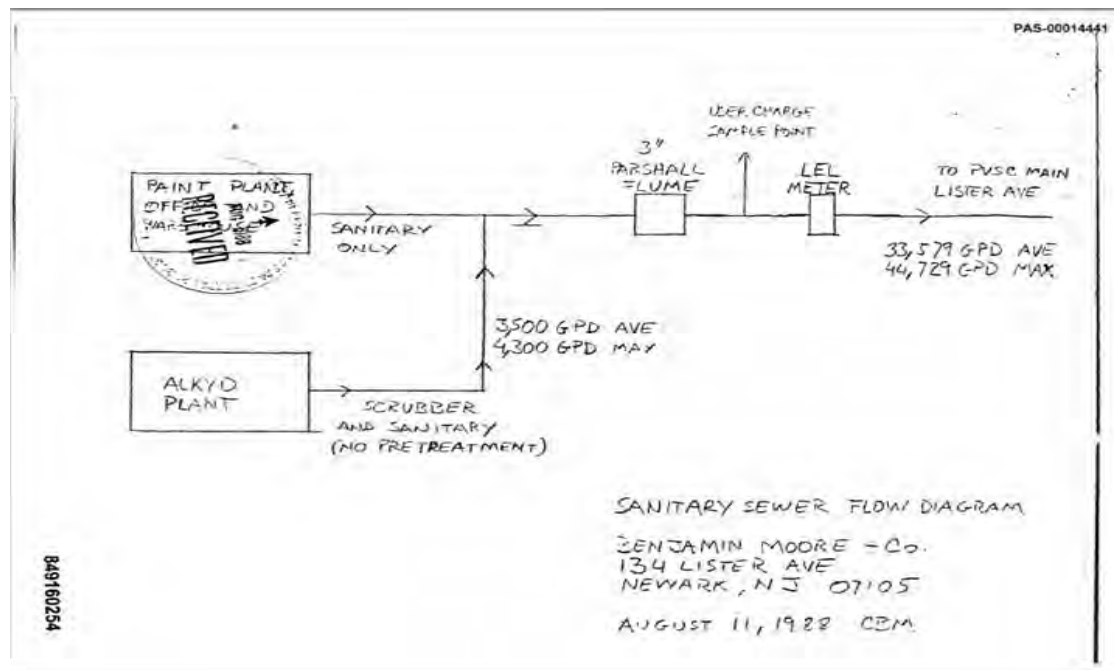 PAS-00014441
USER CHARGE
SAMPLE POINT
3"
PARSHALL
FLUME
LEL
METER
TO PVSC MAIN
LISTER AVE
PAINT PLANT,
AND
RECEIVED
SANITARY
ONLY
33,579 GPD AVE
44,729 GPD MAX
3,500 GPD AVE
4,300 GPD MAX
ALKYD
PLANT
SCRUBBER
AND SANITARY
(NO PRETREATMENT)
SANITARY SEWER FLOW DIAGRAM
BENJAMIN MOORE - Co.
134 LISTER AVE
NEWARK, NJ 07105
AUGUST 11, 1988 CBM
849160254